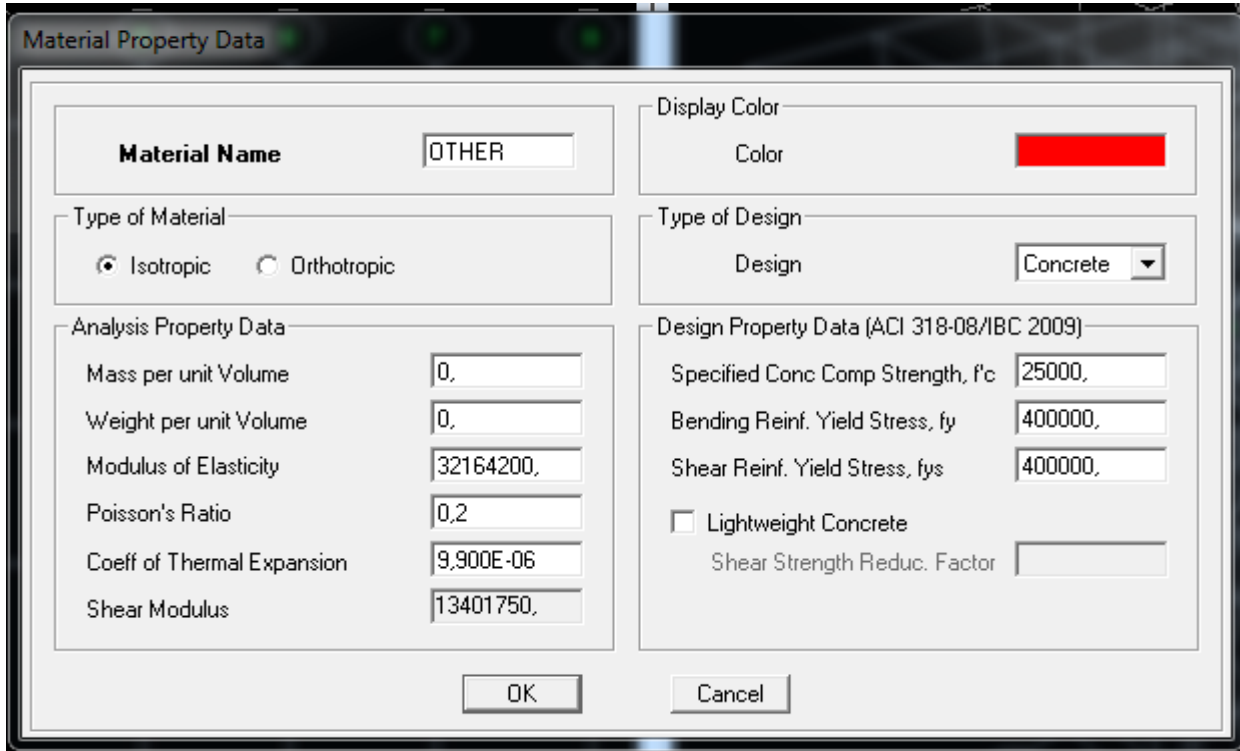 Material Property Data
Material Name OTHER
Display Color
Color
Type of Material
Isotropic Orthotropic
Type of Design
Design Concrete
Analysis Property Data
Mass per unit Volume 0,
Weight per unit Volume 0,
Modulus of Elasticity 32164200,
Poisson's Ratio 0,2
Coeff of Thermal Expansion 9,900E-06
Shear Modulus 13401750,
Design Property Data (ACI 318-08/IBC 2009)
Specified Conc Comp Strength, f'c 25000,
Bending Reinf. Yield Stress, fy 400000,
Shear Reinf. Yield Stress, fys 400000,
Lightweight Concrete
Shear Strength Reduc. Factor
OK Cancel